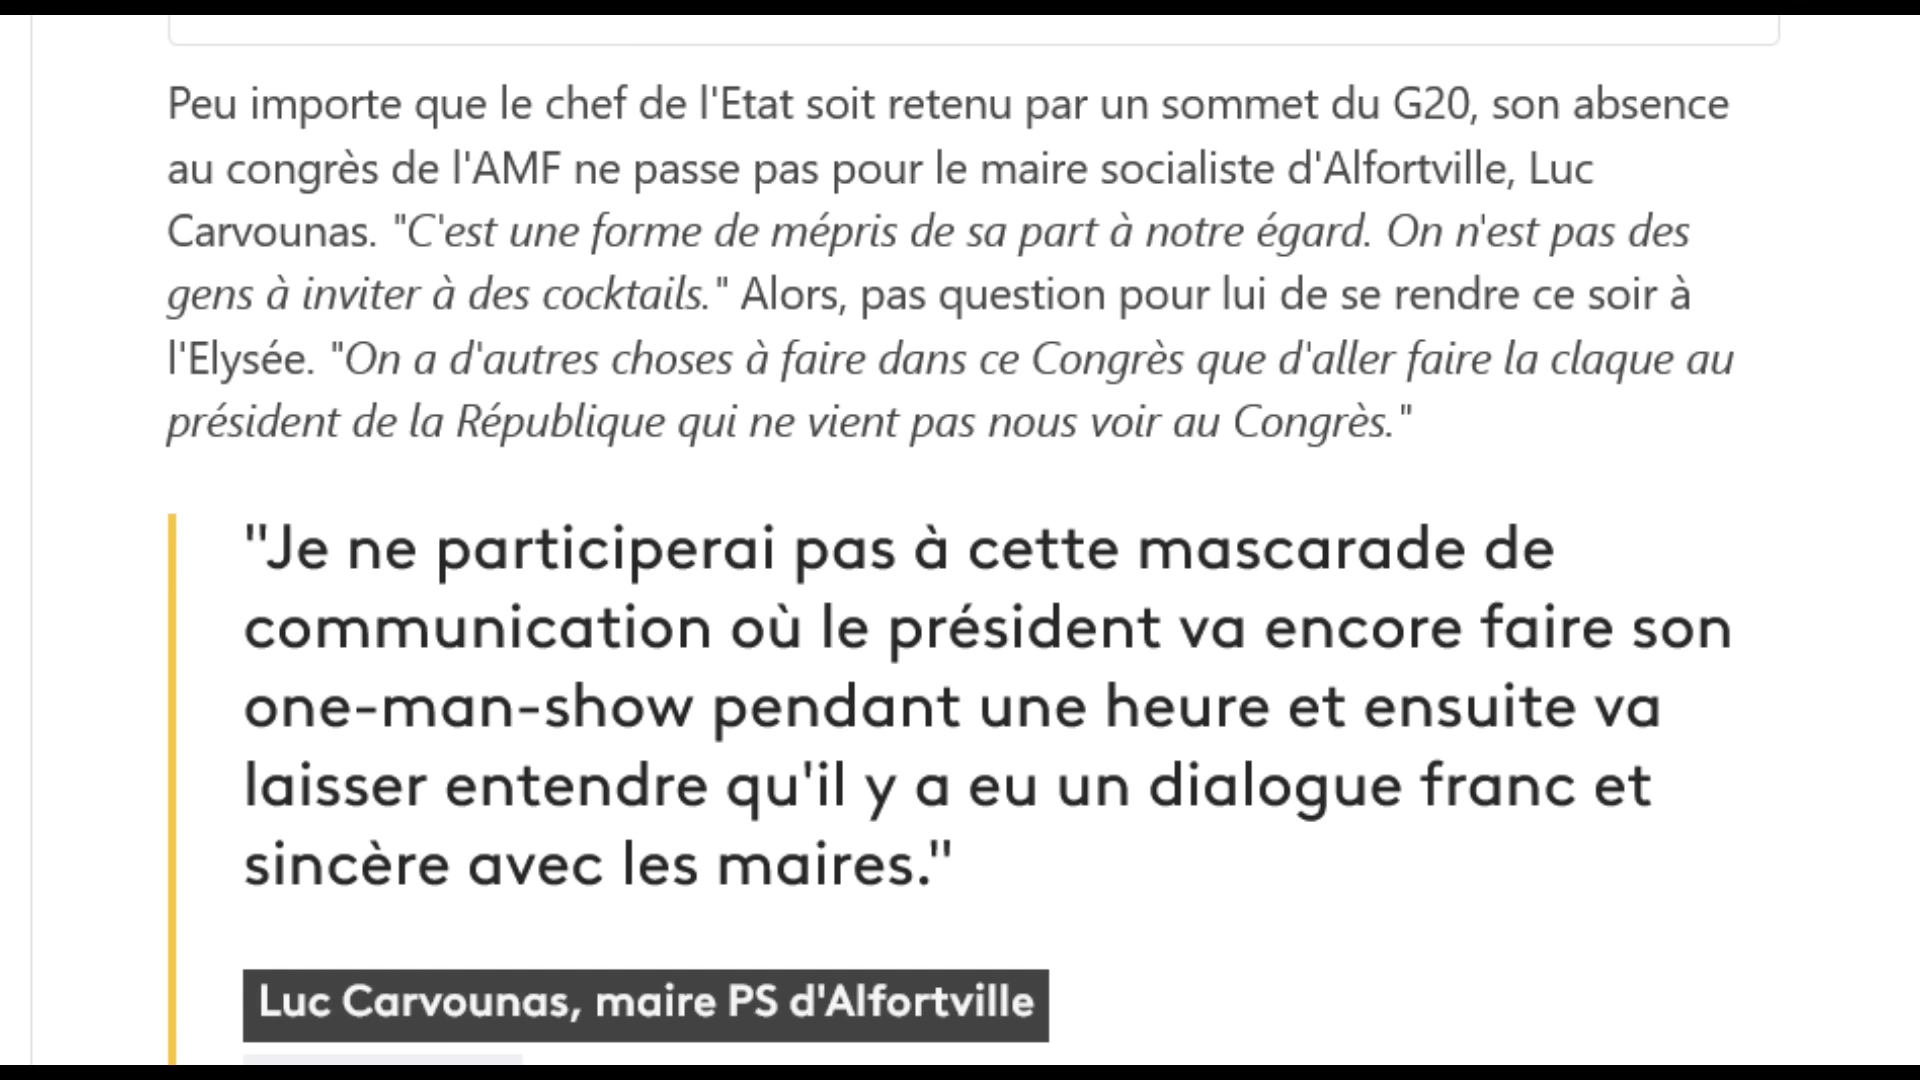 Peu importe que le chef de l'Etat soit retenu par un sommet du G20, son absence
au congrès de l'AMF ne passe pas pour le maire socialiste d'Alfortville, Luc
Carvounas. "C'est une forme de mépris de sa part à notre égard. On n'est pas des
gens à inviter à des cocktails." Alors, pas question pour lui de se rendre ce soir à
l'Elysée. "On a d'autres choses à faire dans ce Congrès que d'aller faire la claque au
président de la République qui ne vient pas nous voir au Congrès."
"Je ne participerai pas à cette mascarade de
communication où le président va encore faire son
one-man-show pendant une heure et ensuite va
laisser entendre qu'il y a eu un dialogue franc et
sincère avec les maires."
Luc Carvounas, maire PS d'Alfortville